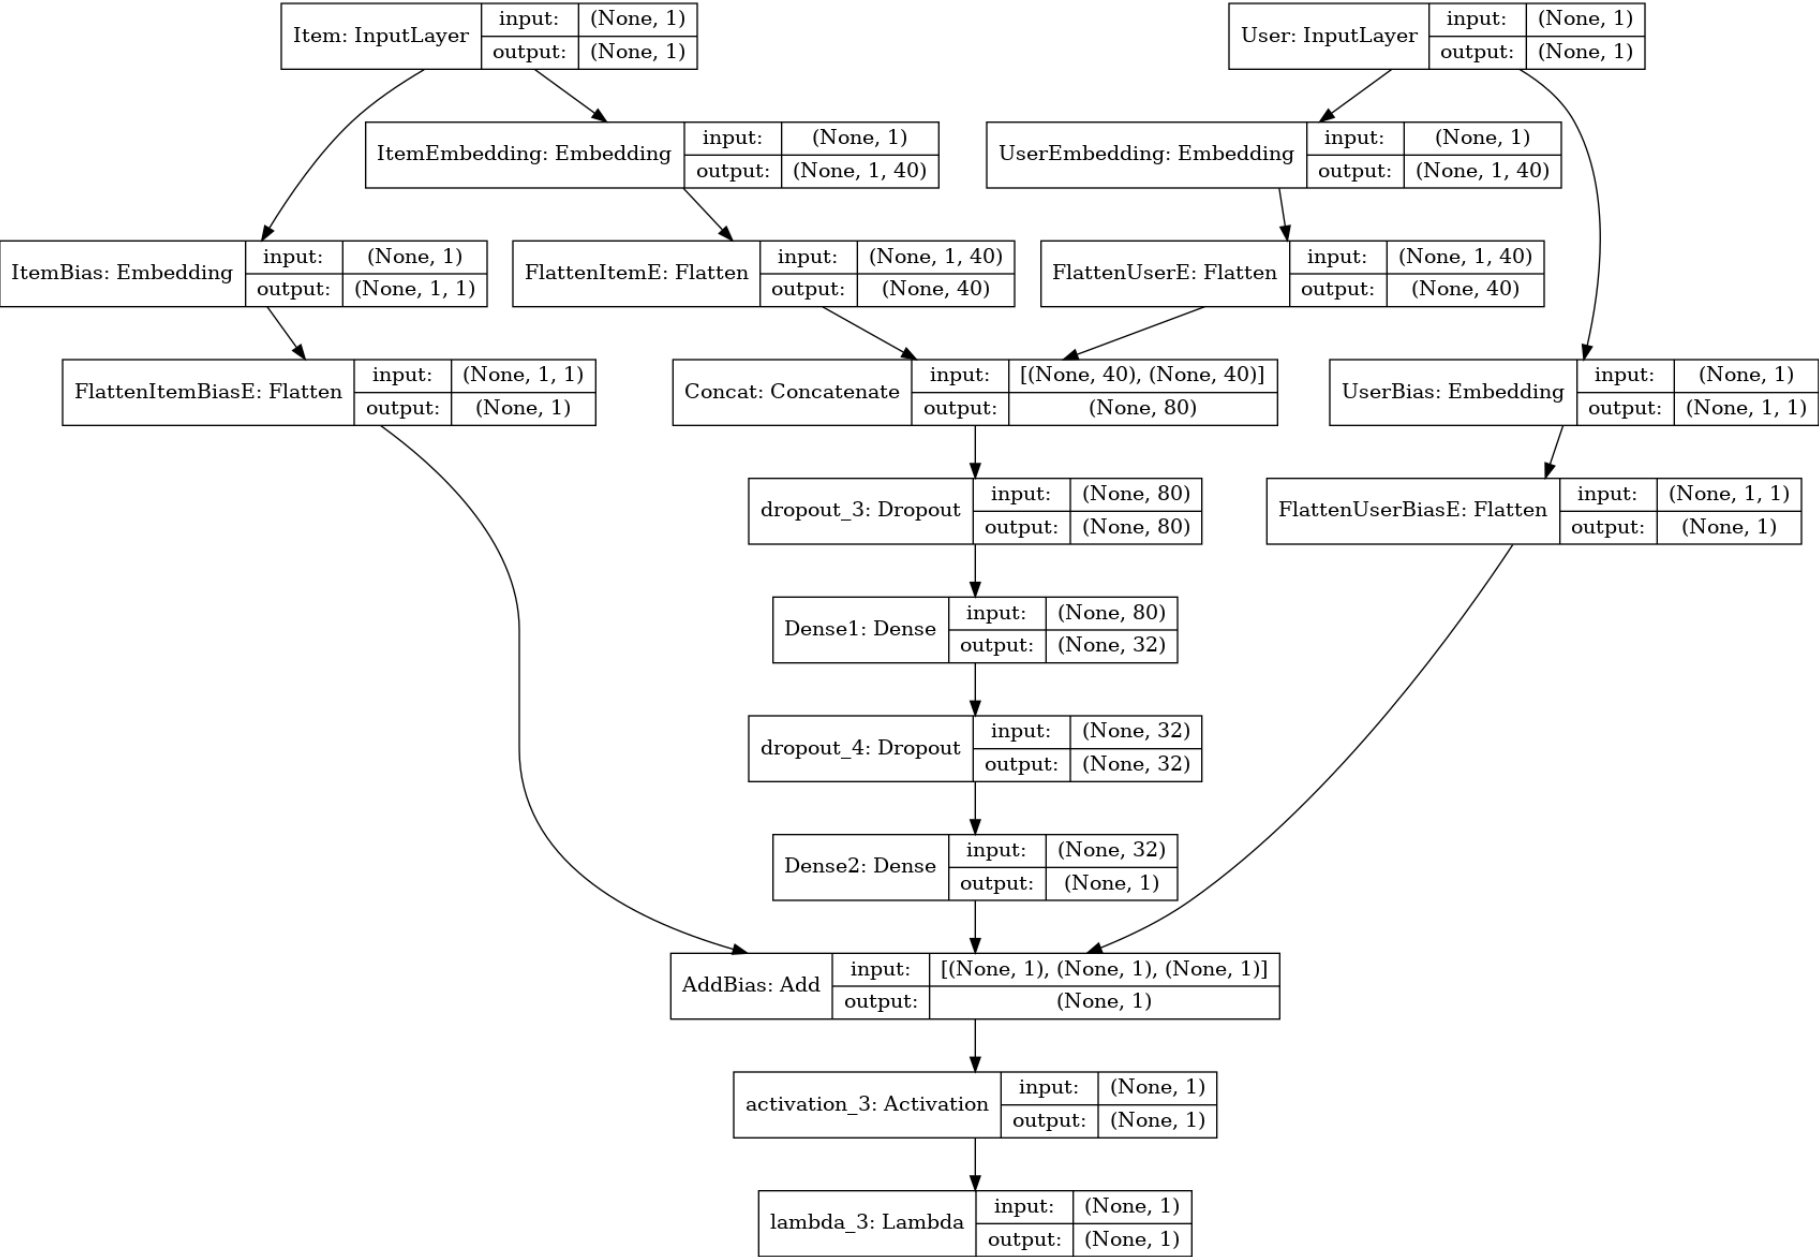 Item: InputLayer
input:
(None, 1)
output:
(None, 1)
User: InputLayer
input:
(None, 1)
output:
(None, 1)
ItemEmbedding: Embedding
input:
(None, 1)
output:
(None, 1, 40)
UserEmbedding: Embedding
input:
(None, 1)
output:
(None, 1, 40)
ItemBias: Embedding
input:
(None, 1)
output:
(None, 1, 1)
FlattenItemE: Flatten
input:
(None, 1, 40)
output:
(None, 40)
FlattenUserE: Flatten
input:
(None, 1, 40)
output:
(None, 40)
FlattenItemBiasE: Flatten
input:
(None, 1, 1)
output:
(None, 1)
Concat: Concatenate
input:
[(None, 40), (None, 40)]
output:
(None, 80)
UserBias: Embedding
input:
(None, 1)
output:
(None, 1, 1)
dropout_3: Dropout
input:
(None, 80)
output:
(None, 80)
FlattenUserBiasE: Flatten
input:
(None, 1, 1)
output:
(None, 1)
Dense1: Dense
input:
(None, 80)
output:
(None, 32)
dropout_4: Dropout
input:
(None, 32)
output:
(None, 32)
Dense2: Dense
input:
(None, 32)
output:
(None, 1)
AddBias: Add
input:
[(None, 1), (None, 1), (None, 1)]
output:
(None, 1)
activation_3: Activation
input:
(None, 1)
output:
(None, 1)
lambda_3: Lambda
input:
(None, 1)
output:
(None, 1)